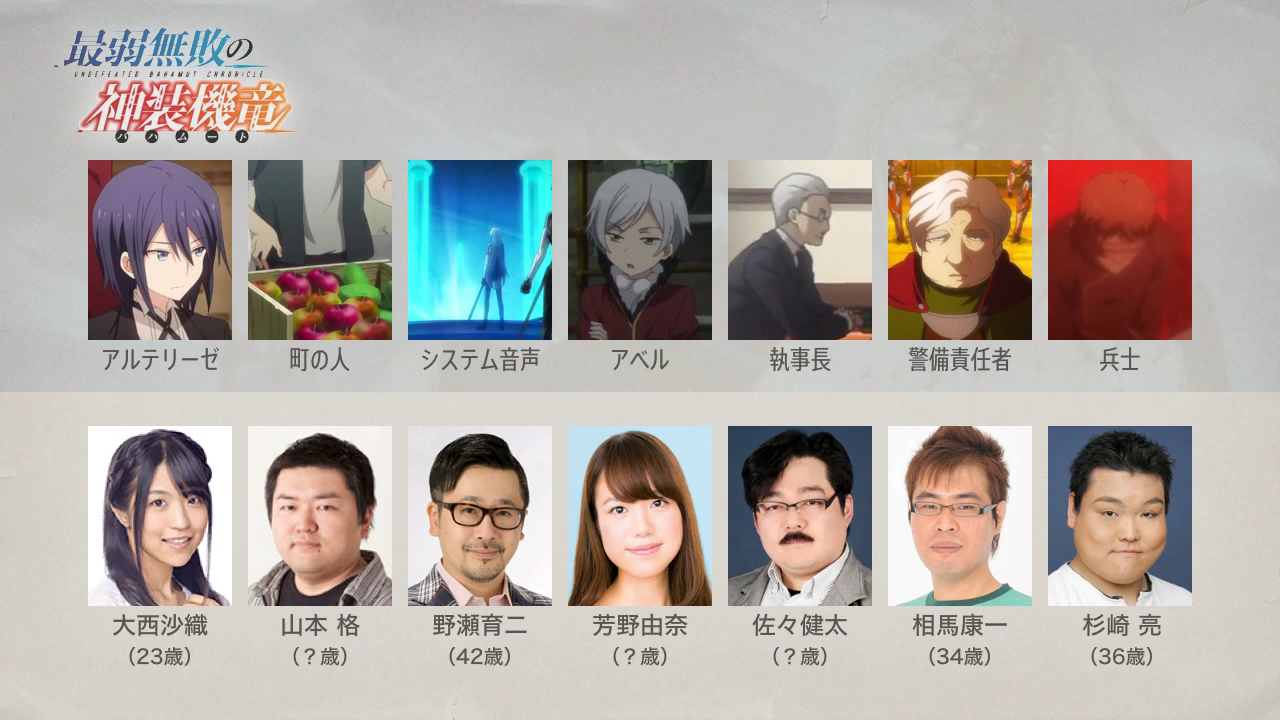 最弱無敗の
UNDEFEATED BAHAMUT CHRONICLE
神装機竜
バハムート
アルテリーゼ
町の人
システム音声
アベル
執事長
警備責任者
兵士
大西沙織
山本 格
野瀬育二
芳野由奈
佐々健太
相馬康一
杉崎 亮
（23歳）
（？歳）
（42歳）
（？歳）
（？歳）
（34歳）
（36歳）